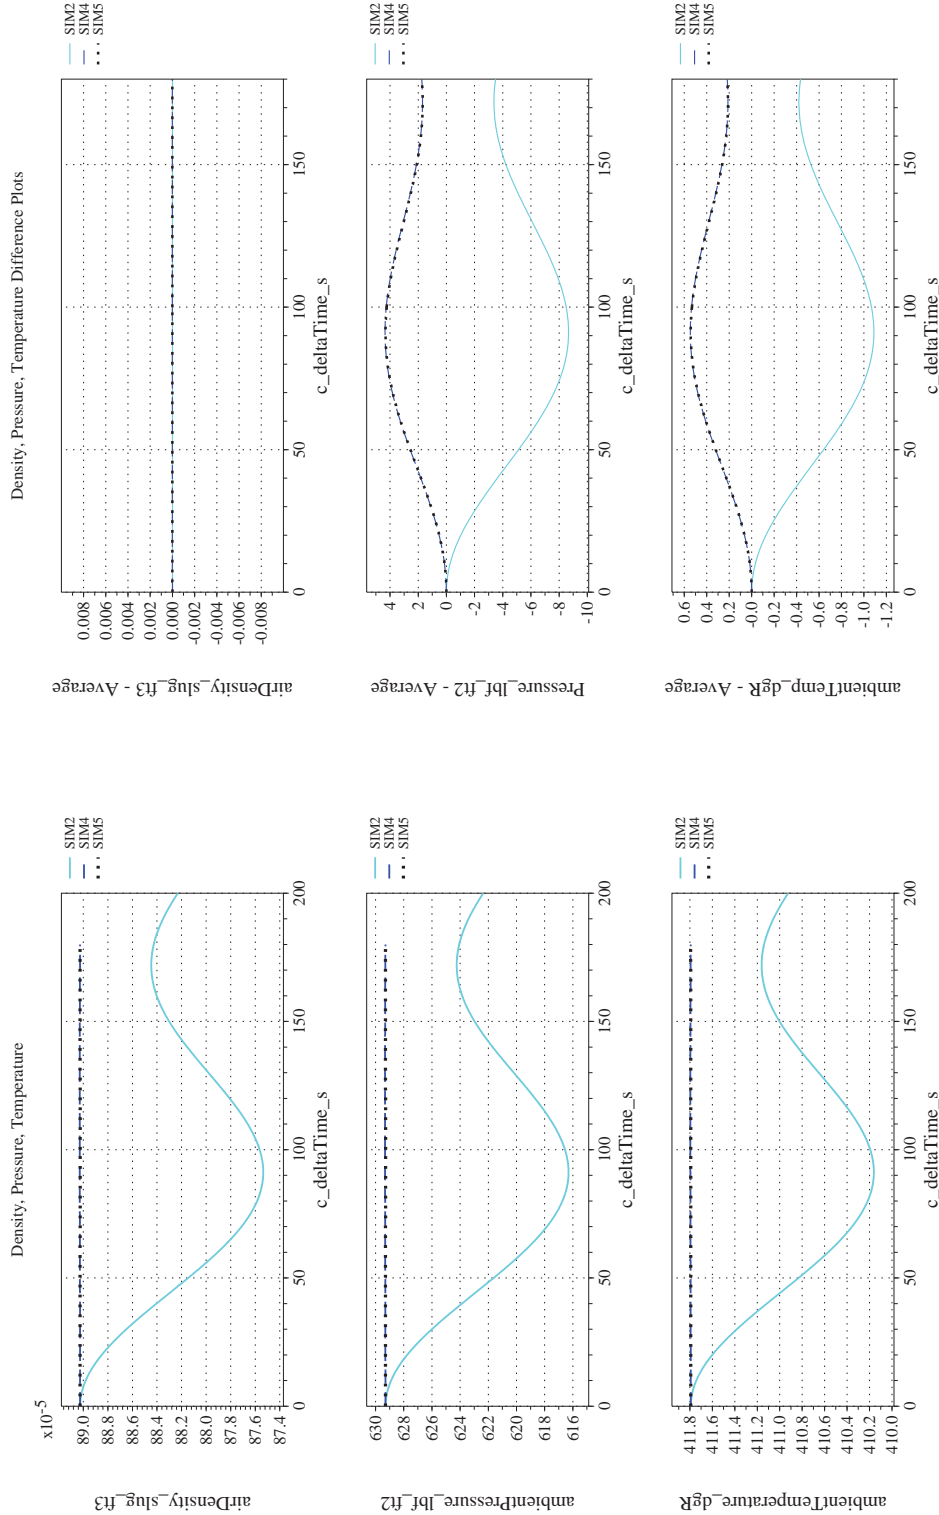 Density, Pressure, Temperature
x10-5
89.0
88.8
88.6
88.4
88.2
88.0
87.8
87.6
87.4
airDensity_slug_ft3
0 50 100 150 200
c_deltaTime_s
SIM2
SIM4
SIM5
630
628
626
624
622
620
618
616
ambientPressure_lbf_ft2
0 50 100 150 200
c_deltaTime_s
SIM2
SIM4
SIM5
411.8
411.6
411.4
411.2
411.0
410.8
410.6
410.4
410.2
410.0
ambientTemperature_dgR
0 50 100 150 200
c_deltaTime_s
SIM2
SIM4
SIM5
Density, Pressure, Temperature Difference Plots
0.008
0.006
0.004
0.002
0.000
-0.002
-0.004
-0.006
-0.008
airDensity_slug_ft3 - Average
0 50 100 150
c_deltaTime_s
SIM2
SIM4
SIM5
4
2
0
-2
-4
-6
-8
-10
Pressure_lbf_ft2 - Average
0 50 100 150
c_deltaTime_s
SIM2
SIM4
SIM5
0.6
0.4
0.2
0.0
-0.2
-0.4
-0.6
-0.8
-1.0
-1.2
ambientTemp_dgR - Average
0 50 100 150
c_deltaTime_s
SIM2
SIM4
SIM5